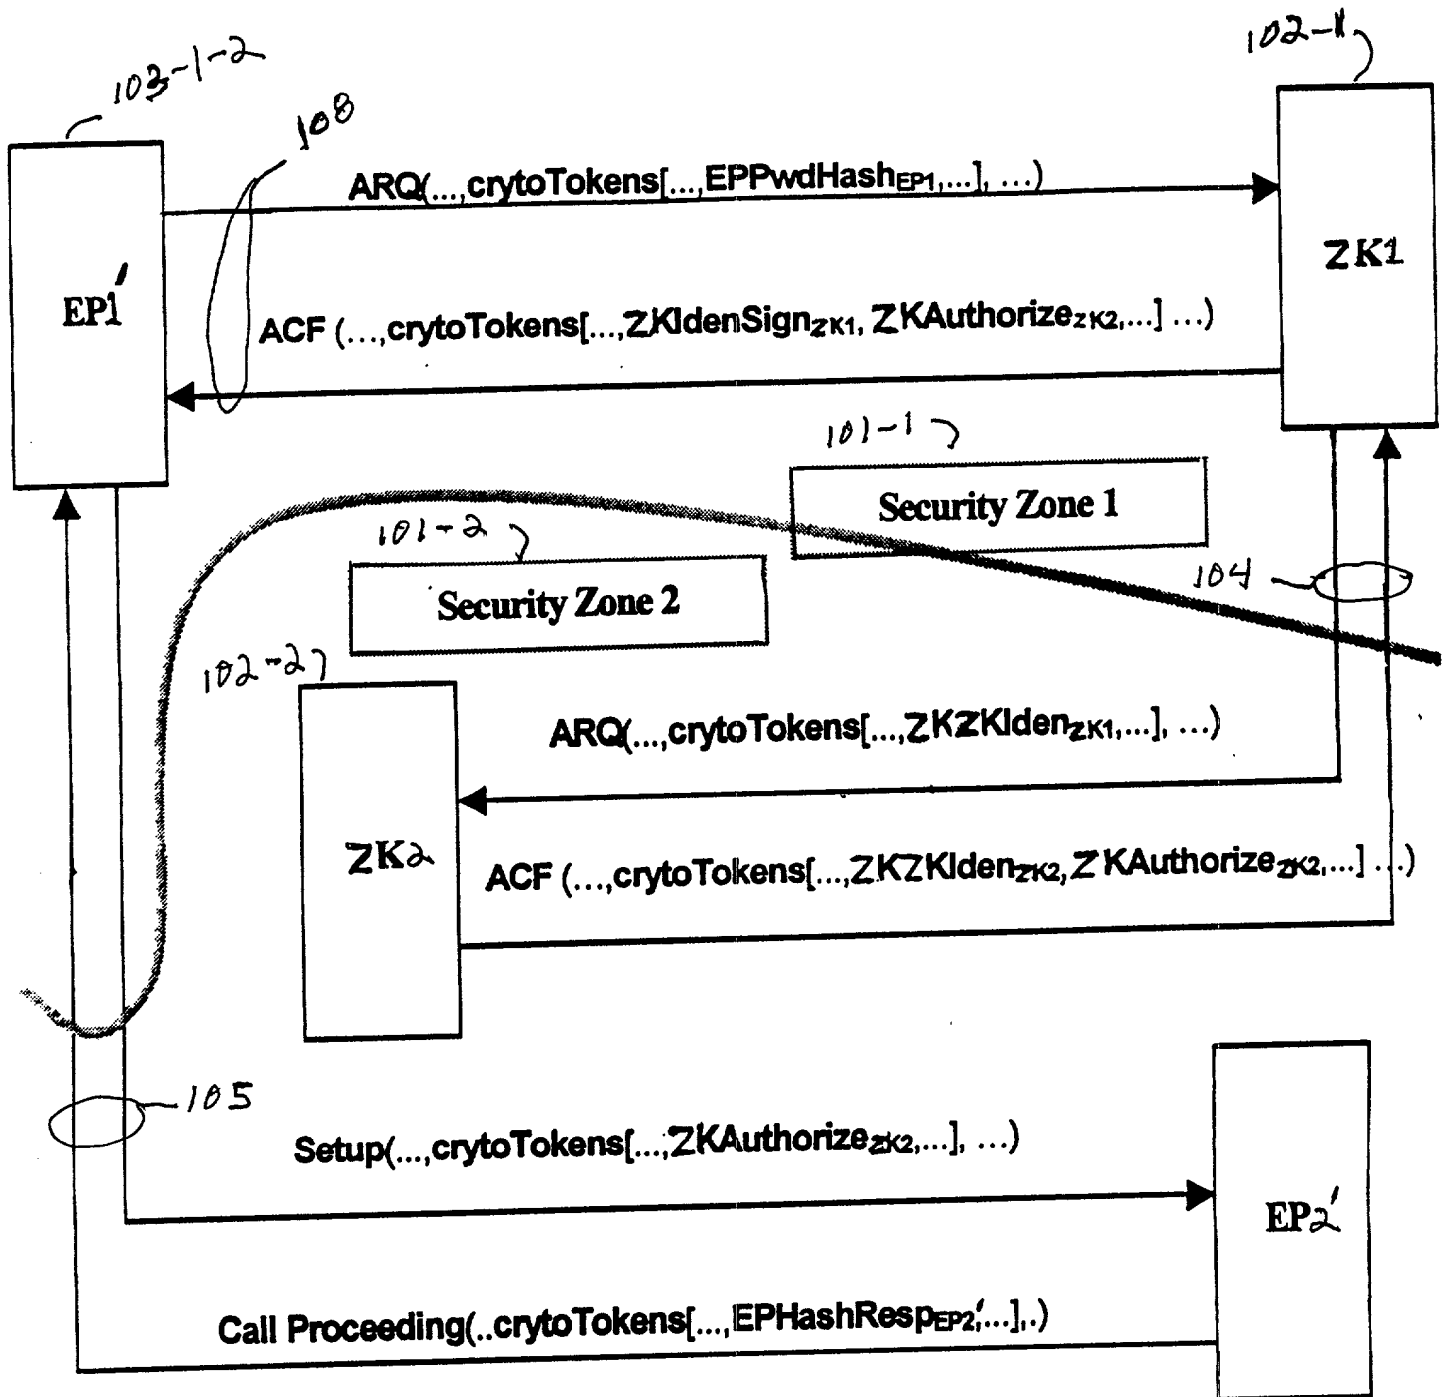 103-1-2
102-1
108
ARQ(...,crytoTokens[...,EPPwdHashEP1,...], ...)
EP1'
ZK1
ACF (...,crytoTokens[...,ZKIdenSignZK1, ZKAuthorizeZK2,...] ...)
101-1
Security Zone 1
101-2
104
Security Zone 2
102-2
ARQ(...,crytoTokens[...,ZKZKIdenZK1,...], ...)
ZK2
ACF (...,crytoTokens[...,ZKZKIdenZK2, ZKAuthorizeZK2,...] ...)
105
Setup(...,crytoTokens[...,ZKAuthorizeZK2,...], ...)
EP2'
Call Proceeding(..crytoTokens[...,EPHashRespEP2',...],.)